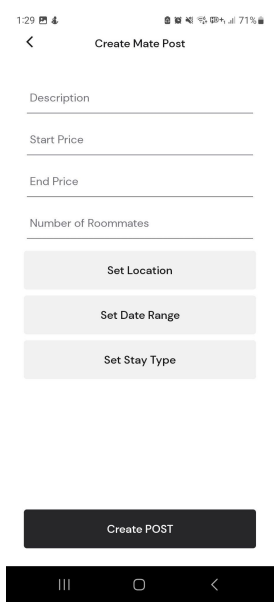 1:29 71%
Create Mate Post
Description
Start Price
End Price
Number of Roommates
Set Location
Set Date Range
Set Stay Type
Create POST